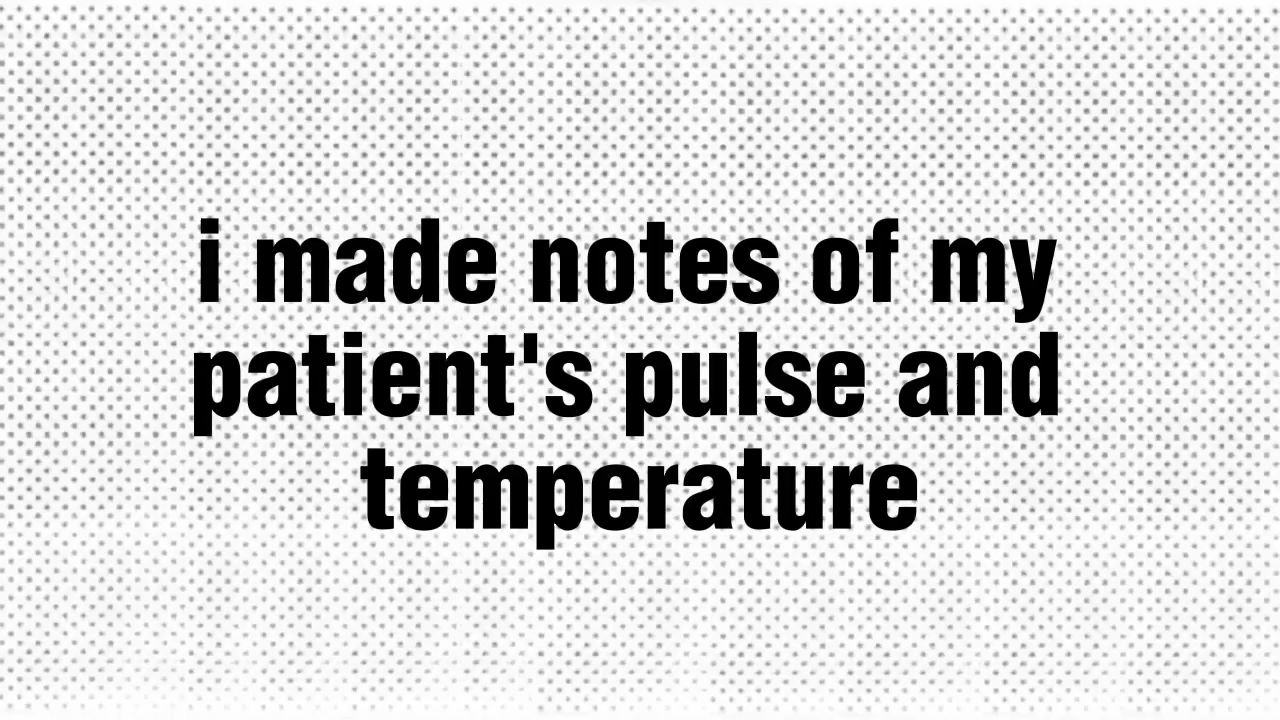 i made notes of my
patient's pulse and
temperature